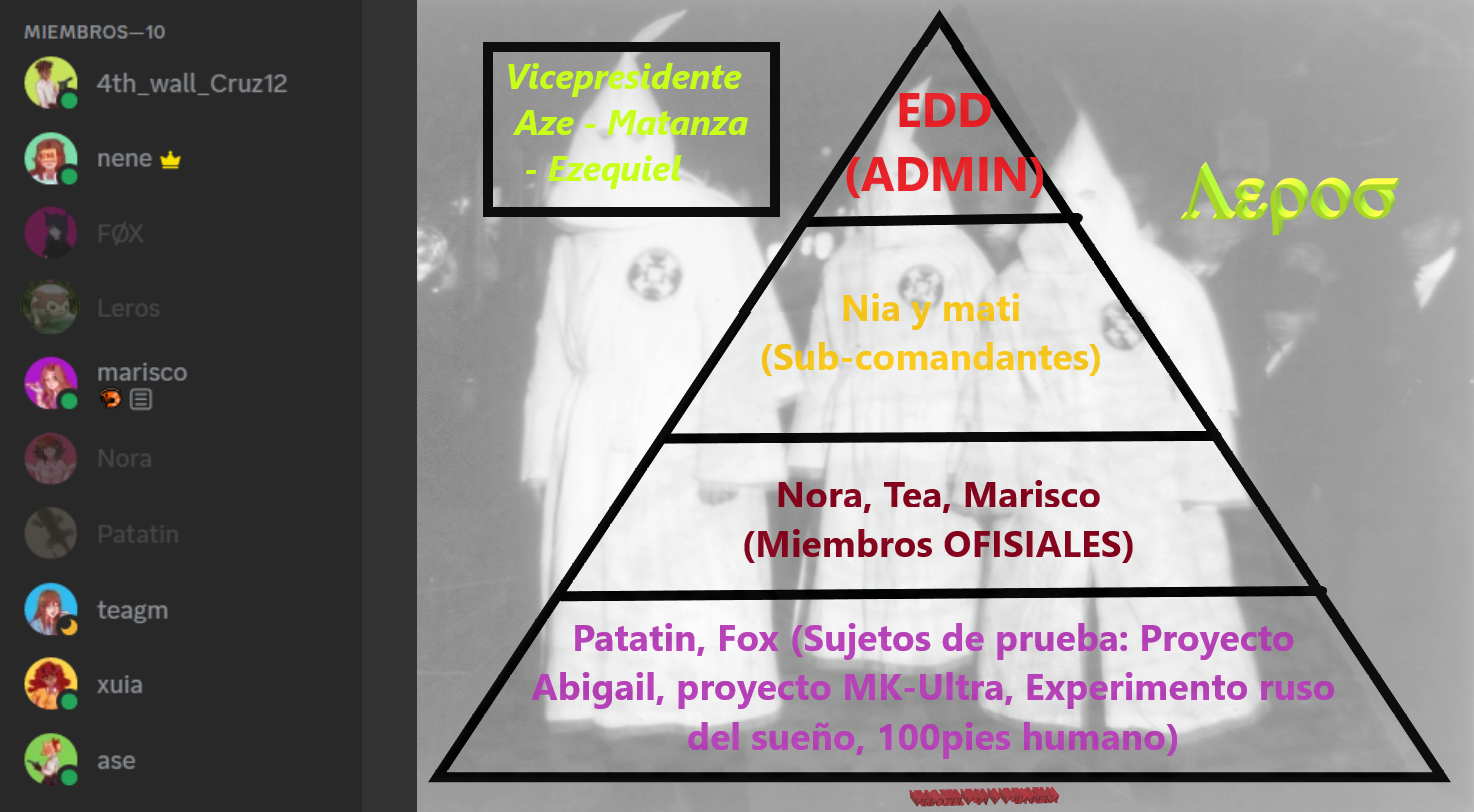 MIEMBROS—10
4th_wall_Cruz12
nene
FØX
Leros
marisco
Nora
Patatin
teagm
xuia
ase
Vicepresidente
Aze - Matanza
- Ezequiel
EDD
(ADMIN)
Λεροσ
Nia y mati
(Sub-comandantes)
Nora, Tea, Marisco
(Miembros OFISIALES)
Patatin, Fox (Sujetos de prueba: Proyecto
Abigail, proyecto MK-Ultra, Experimento ruso
del sueño, 100pies humano)